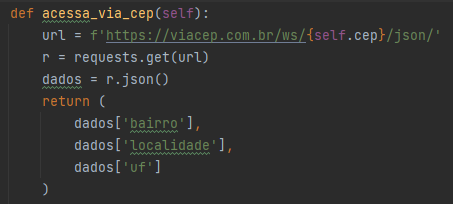 def acessa_via_cep(self):
    url = f'https://viacep.com.br/ws/{self.cep}/json/'
    r = requests.get(url)
    dados = r.json()
    return (
        dados['bairro'],
        dados['localidade'],
        dados['uf']
    )